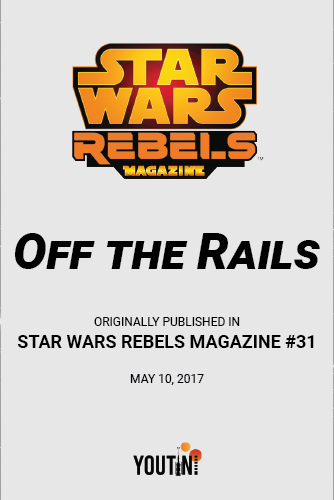 STAR
WARS
REBELS
TM
MAGAZINE
OFF THE RAILS
ORIGINALLY PUBLISHED IN
STAR WARS REBELS MAGAZINE #31
MAY 10, 2017
YOUTINI